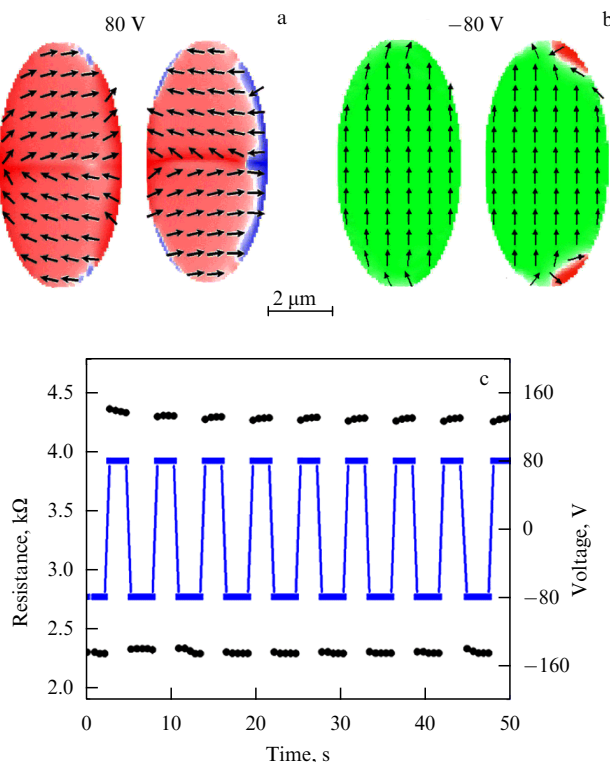 80 V
a
−80 V
b
2 μm
c
4.5
4.0
3.5
3.0
2.5
2.0
Resistance, kΩ
160
80
0
−80
−160
Voltage, V
0
10
20
30
40
50
Time, s